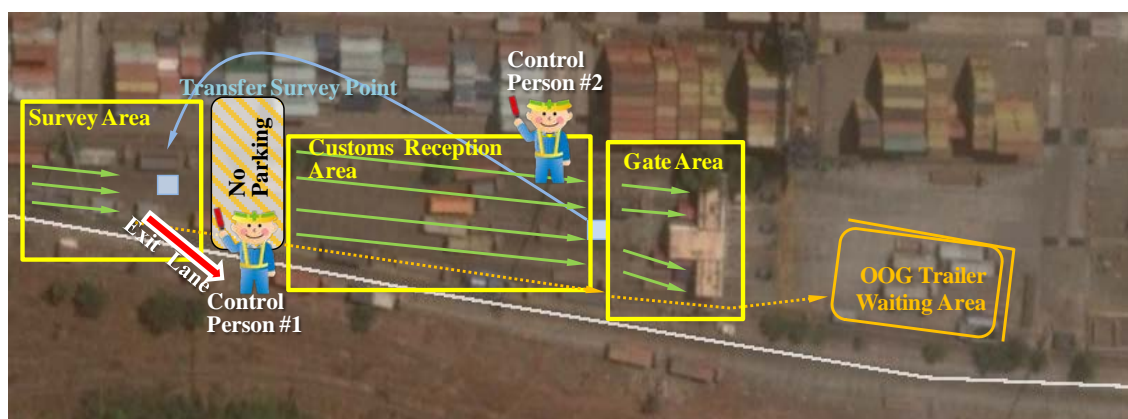 Control
Person #2
Transfer Survey Point
Survey Area
No
Parking
Customs Reception
Area
Gate Area
Exit Lane
Control
Person #1
OOG Trailer
Waiting Area